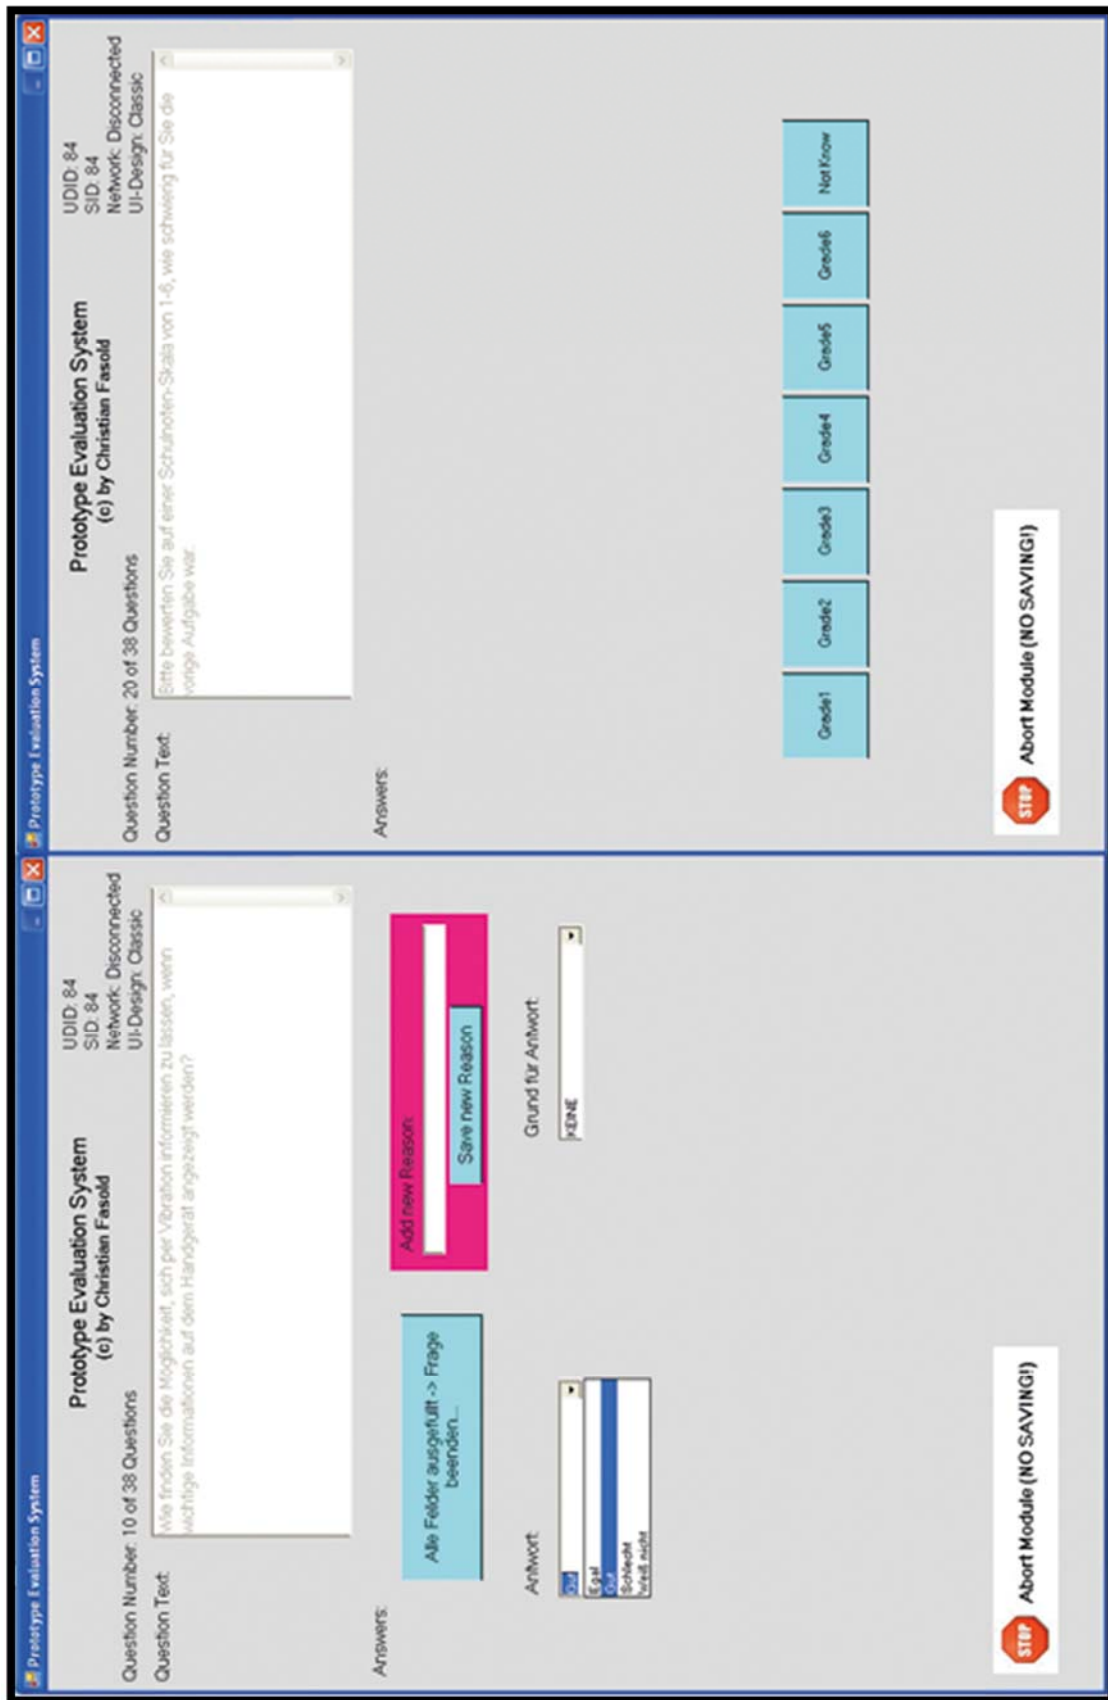 Prototype Evaluation System
Prototype Evaluation System
(c) by Christian Fasold
UDID: 84
SID: 84
Network: Disconnected
UI-Design: Classic
Question Number: 10 of 38 Questions
Question Text:
Wie finden Sie die Möglichkeit, sich per Vibration informieren zu lassen, wenn
wichtige Informationen auf dem Handgerät angezeigt werden?
Answers:
Alle Felder ausgefüllt -> Frage
beenden...
Add new Reason:
Save new Reason
Antwort:
Gut
Egal
Gut
Schlecht
Weiß nicht
Grund für Antwort:
KEINE
STOP
Abort Module (NO SAVING!)
Prototype Evaluation System
Prototype Evaluation System
(c) by Christian Fasold
UDID: 84
SID: 84
Network: Disconnected
UI-Design: Classic
Question Number: 20 of 38 Questions
Question Text:
Bitte bewerten Sie auf einer Schulnoten-Skala von 1-6, wie schwierig für Sie die
vorige Aufgabe war.
Answers:
Grade1
Grade2
Grade3
Grade4
Grade5
Grade6
NotKnow
STOP
Abort Module (NO SAVING!)